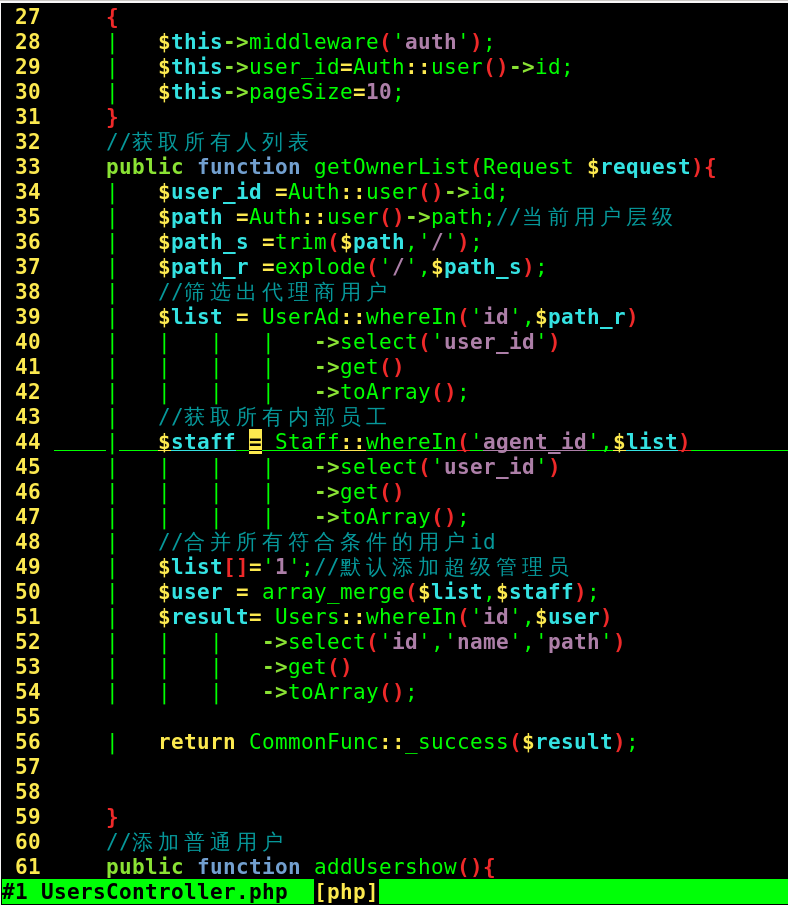 27 {
28 | $this->middleware('auth');
29 | $this->user_id=Auth::user()->id;
30 | $this->pageSize=10;
31 }
32 //获取所有人列表
33 public function getOwnerList(Request $request){
34 | $user_id =Auth::user()->id;
35 | $path =Auth::user()->path;//当前用户层级
36 | $path_s =trim($path,'/');
37 | $path_r =explode('/',$path_s);
38 | //筛选出代理商用户
39 | $list = UserAd::whereIn('id',$path_r)
40 | | | | ->select('user_id')
41 | | | | ->get()
42 | | | | ->toArray();
43 | //获取所有内部员工
44 | $staff = Staff::whereIn('agent_id',$list)
45 | | | | ->select('user_id')
46 | | | | ->get()
47 | | | | ->toArray();
48 | //合并所有符合条件的用户id
49 | $list[]='1';//默认添加超级管理员
50 | $user = array_merge($list,$staff);
51 | $result= Users::whereIn('id',$user)
52 | | | ->select('id','name','path')
53 | | | ->get()
54 | | | ->toArray();
55
56 | return CommonFunc::_success($result);
57
58
59 }
60 //添加普通用户
61 public function addUsershow(){
#1 UsersController.php [php]